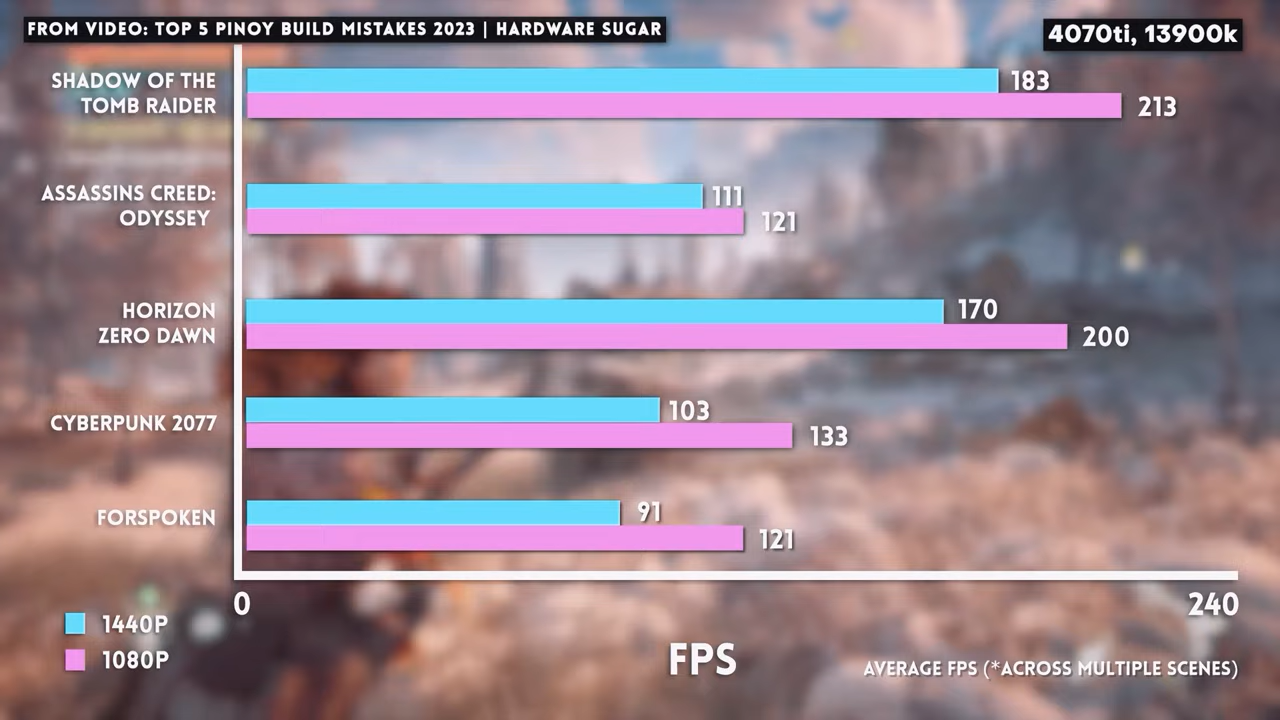 FROM VIDEO: TOP 5 PINOY BUILD MISTAKES 2023 | HARDWARE SUGAR
4070ti, 13900k
SHADOW OF THE
TOMB RAIDER
183
213
ASSASSINS CREED:
ODYSSEY
111
121
HORIZON
ZERO DAWN
170
200
CYBERPUNK 2077
103
133
FORSPOKEN
91
121
0
240
1440P
1080P
FPS
AVERAGE FPS (*ACROSS MULTIPLE SCENES)